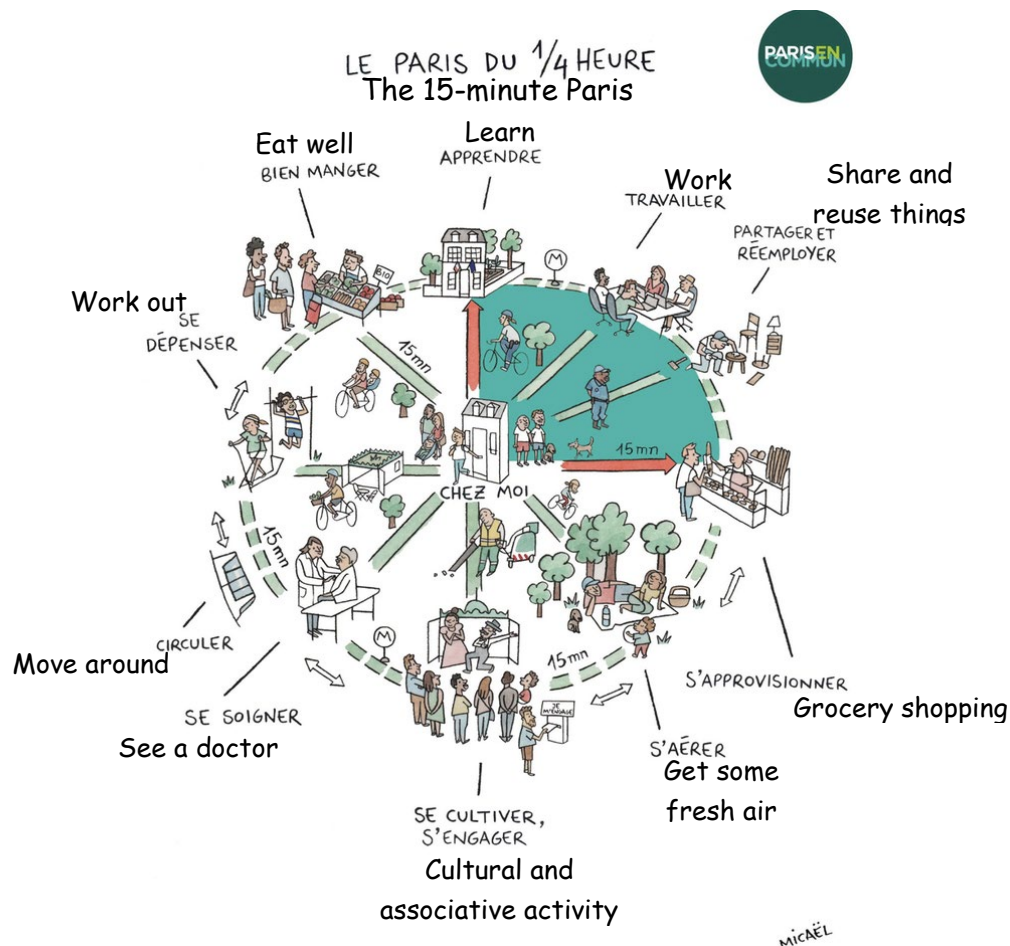 LE PARIS DU 1/4 HEURE
The 15-minute Paris
PARISEN
COMMUN
Eat well
BIEN MANGER
Learn
APPRENDRE
Work
TRAVAILLER
Share and
reuse things
PARTAGER ET
RÉEMPLOYER
Work out
SE
DÉPENSER
BIO!
M
15mn
15mn
CHEZ MOI
15mn
CIRCULER
Move around
SE SOIGNER
See a doctor
M
15mn
JE
M'ENGAGE
S'APPROVISIONNER
Grocery shopping
S'AÉRER
Get some
fresh air
SE CULTIVER,
S'ENGAGER
Cultural and
associative activity
MICAËL